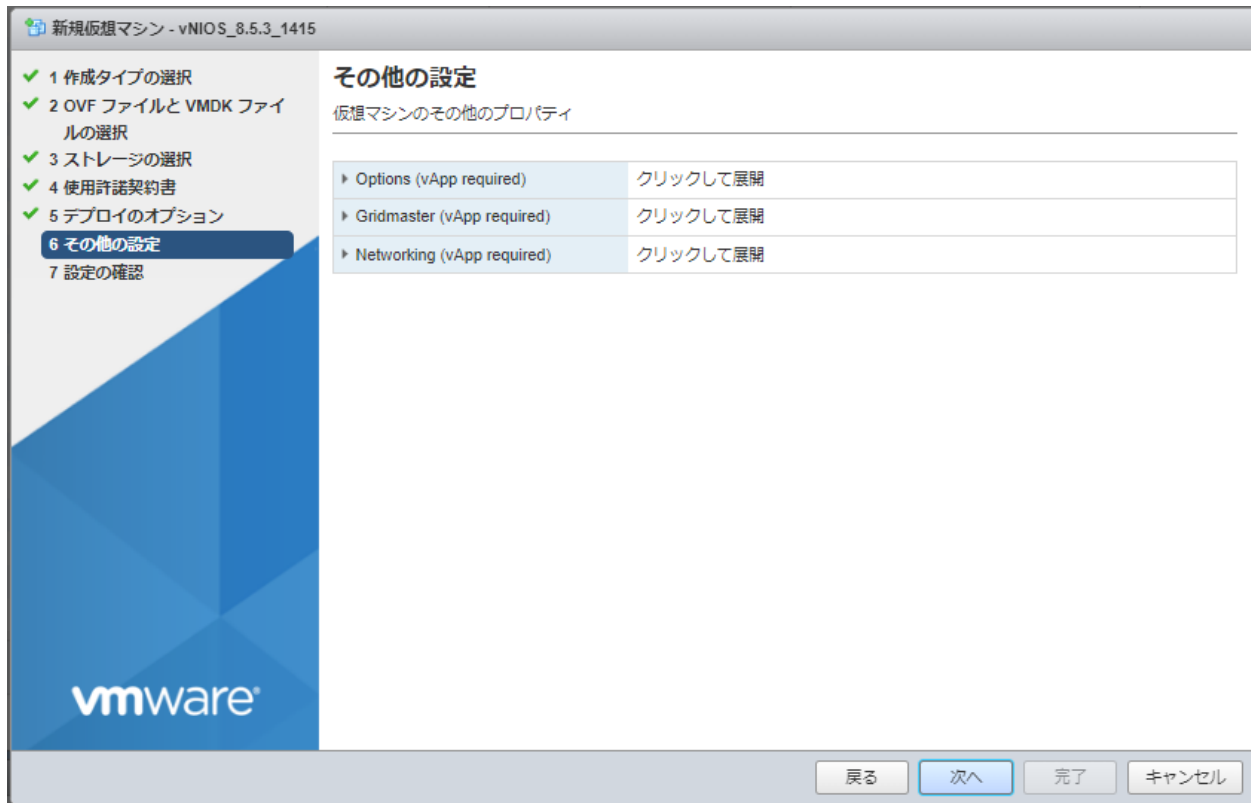 新規仮想マシン - vNIOS_8.5.3_1415
1 作成タイプの選択
2 OVF ファイルと VMDK ファイ
ルの選択
3 ストレージの選択
4 使用許諾契約書
5 デプロイのオプション
6 その他の設定
7 設定の確認
その他の設定
仮想マシンのその他のプロパティ
Options (vApp required) クリックして展開
Gridmaster (vApp required) クリックして展開
Networking (vApp required) クリックして展開
vmware®
戻る 次へ 完了 キャンセル